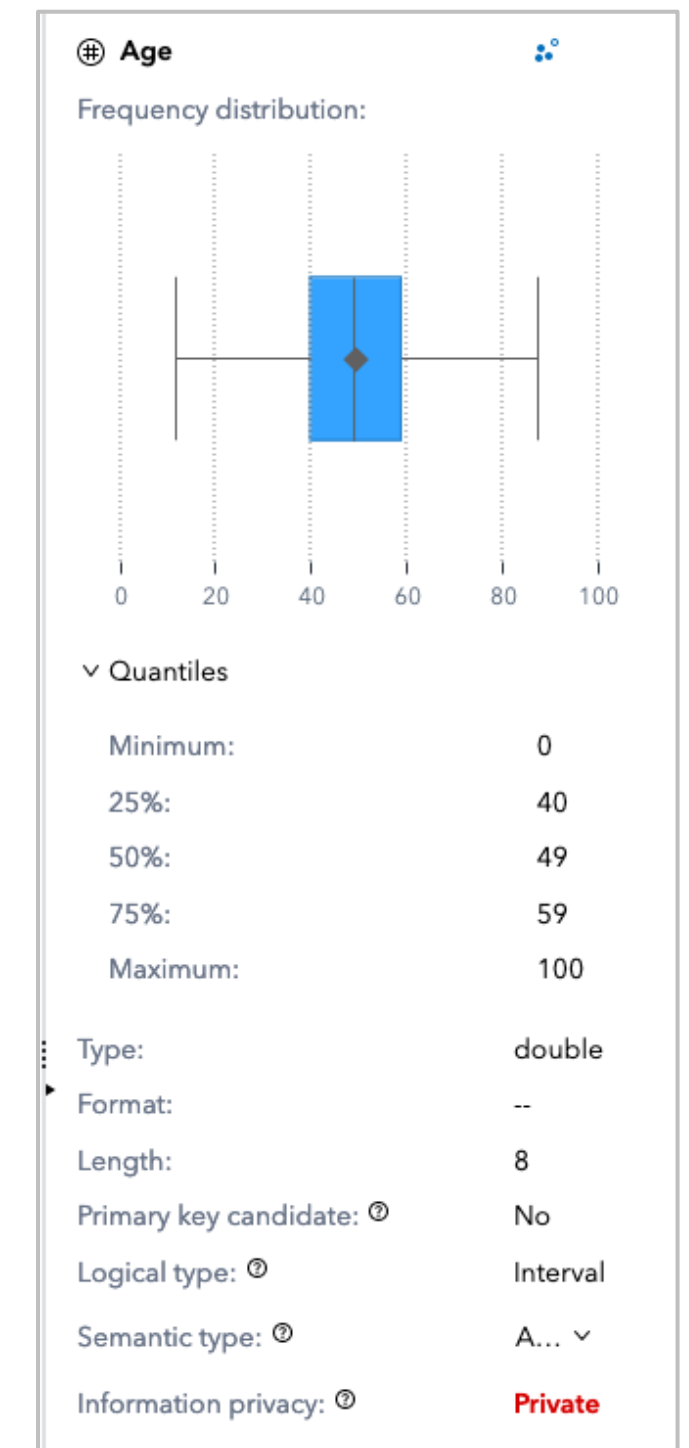 # Age
Frequency distribution:
0 20 40 60 80 100
Quantiles
Minimum: 0
25%: 40
50%: 49
75%: 59
Maximum: 100
Type: double
Format: --
Length: 8
Primary key candidate: ? No
Logical type: ? Interval
Semantic type: ? A...
Information privacy: ? Private